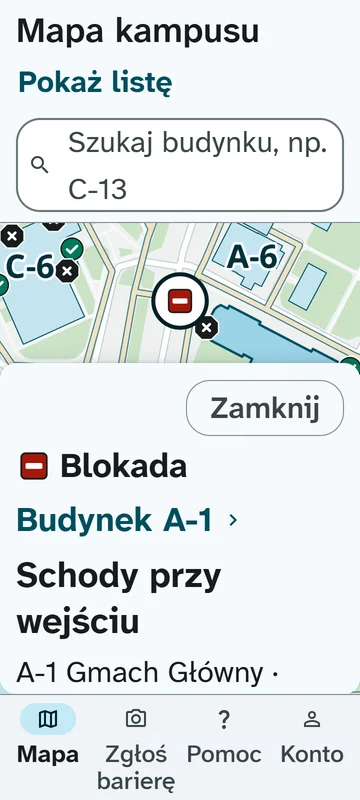 Mapa kampusu
Pokaż listę
Szukaj budynku, np.
C-13
C-6
A-6
Zamknij
Blokada
Budynek A-1
Schody przy
wejściu
A-1 Gmach Główny ·
Mapa
Zgłoś
barierę
Pomoc
Konto